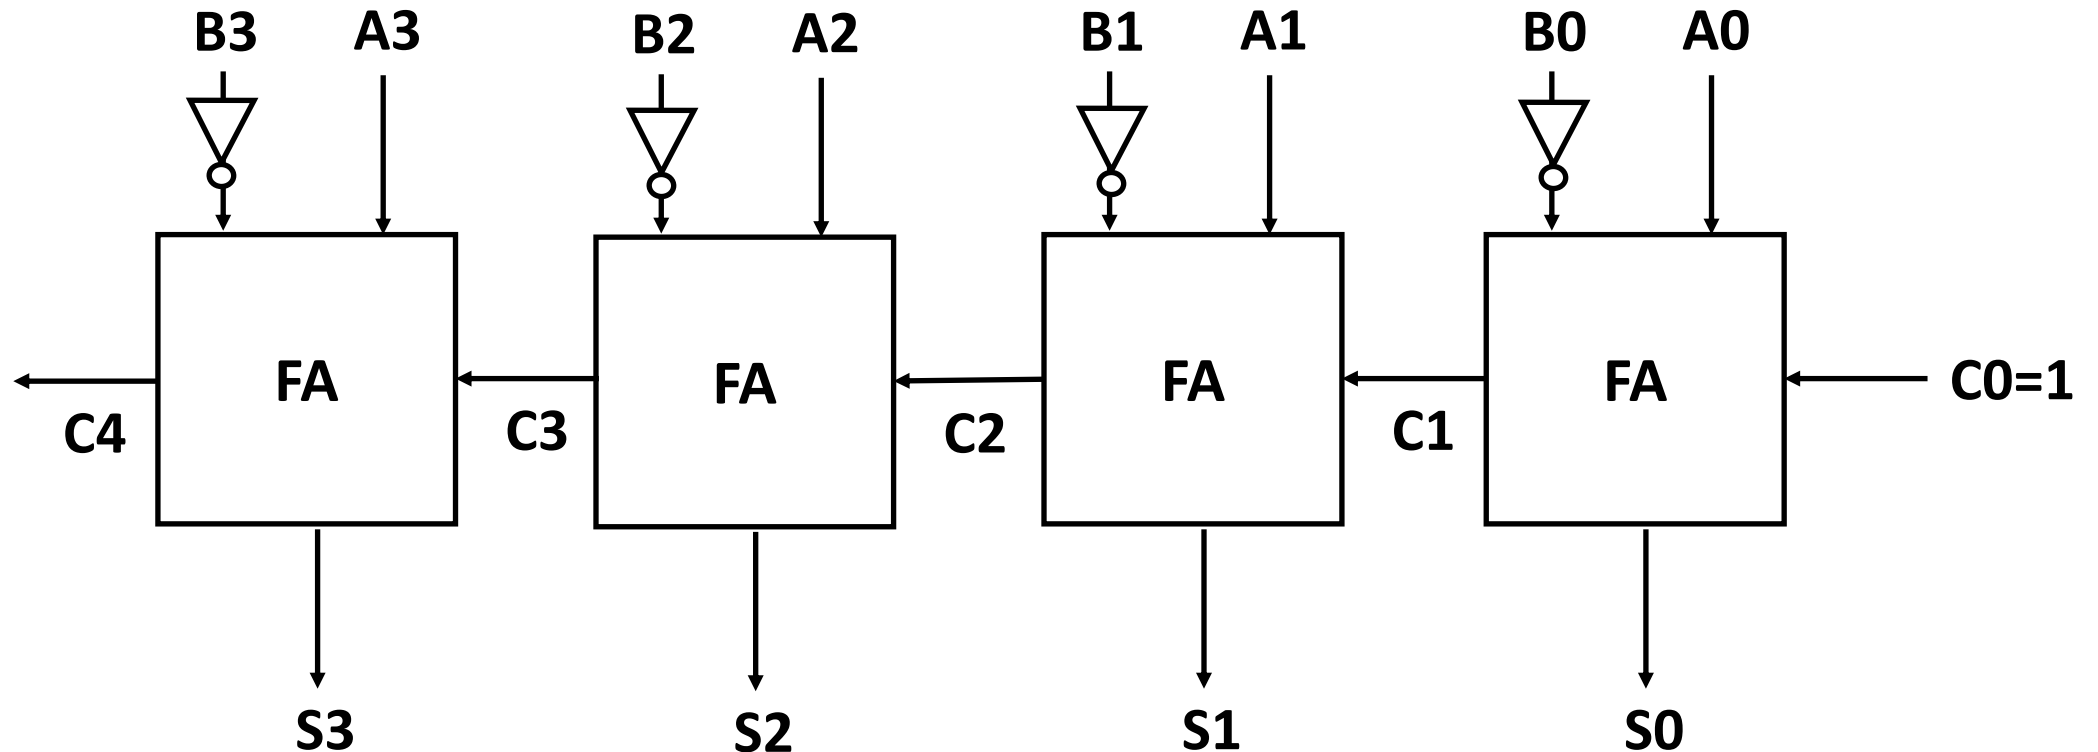 B3 A3 B2 A2 B1 A1 B0 A0
FA FA FA FA C0=1
C4 C3 C2 C1
S3 S2 S1 S0